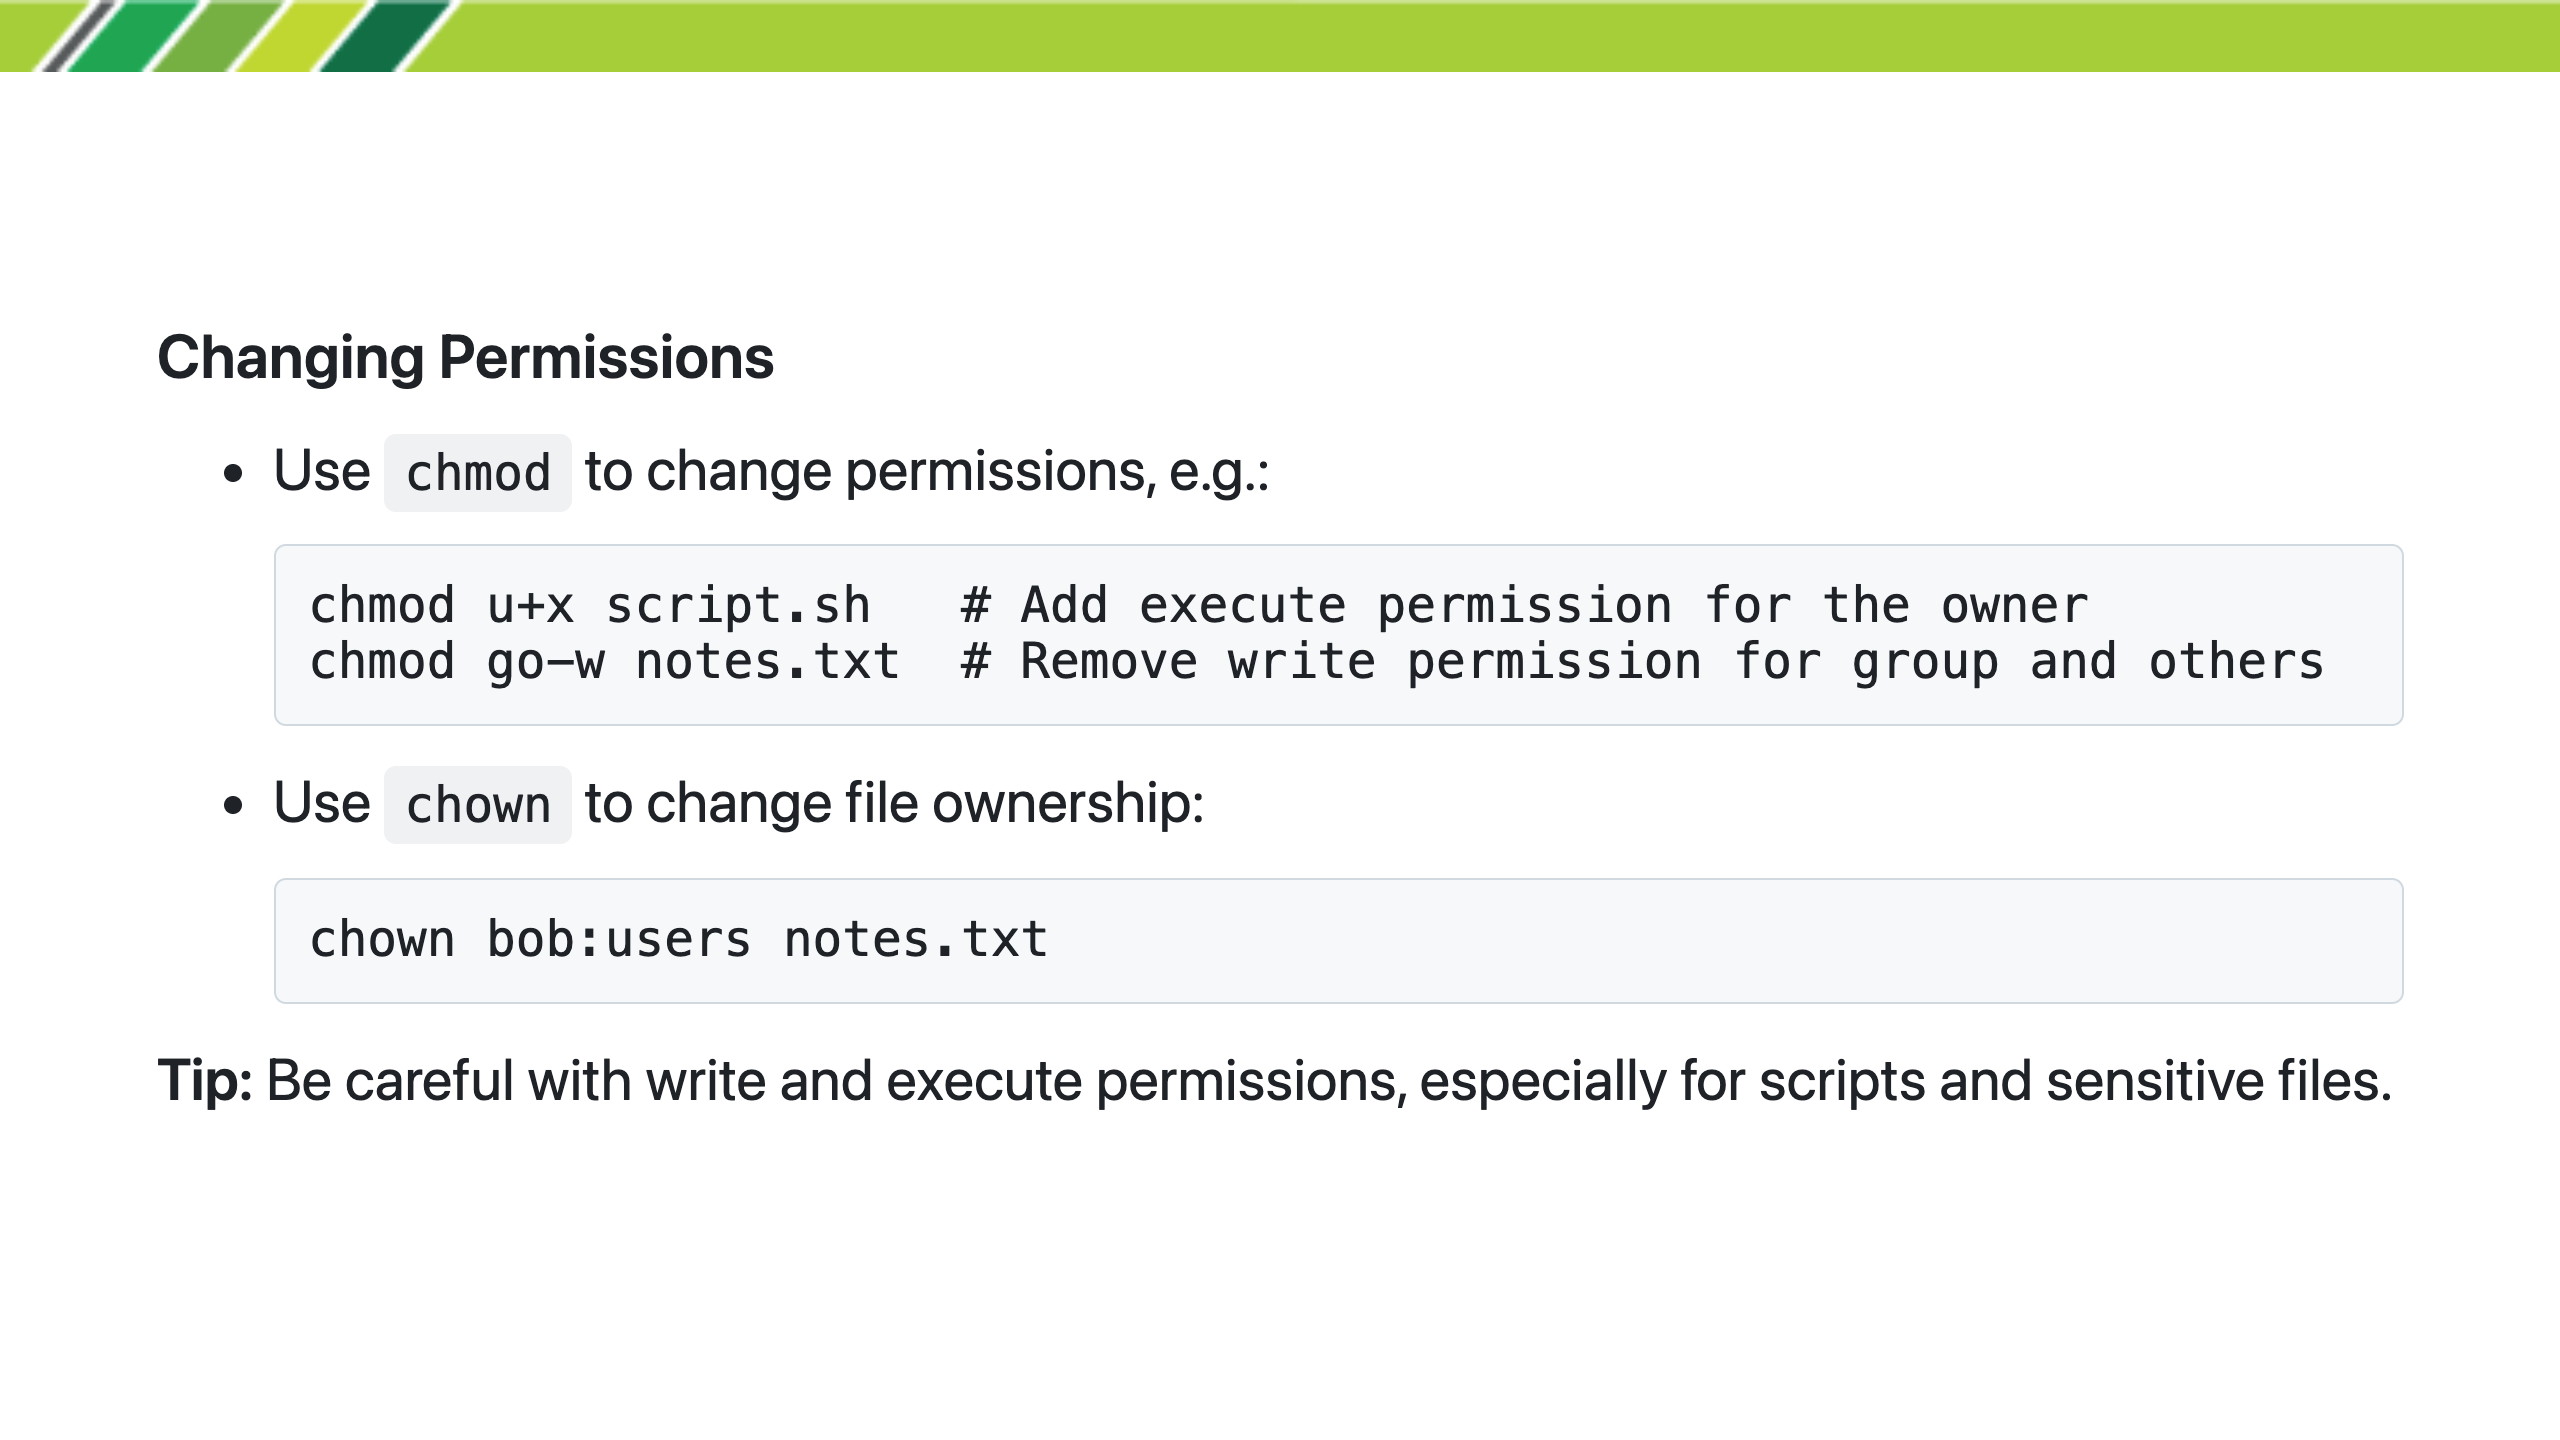 Changing Permissions
• Use chmod to change permissions, e.g.:
chmod u+x script.sh   # Add execute permission for the owner
chmod go-w notes.txt  # Remove write permission for group and others
• Use chown to change file ownership:
chown bob:users notes.txt
Tip: Be careful with write and execute permissions, especially for scripts and sensitive files.